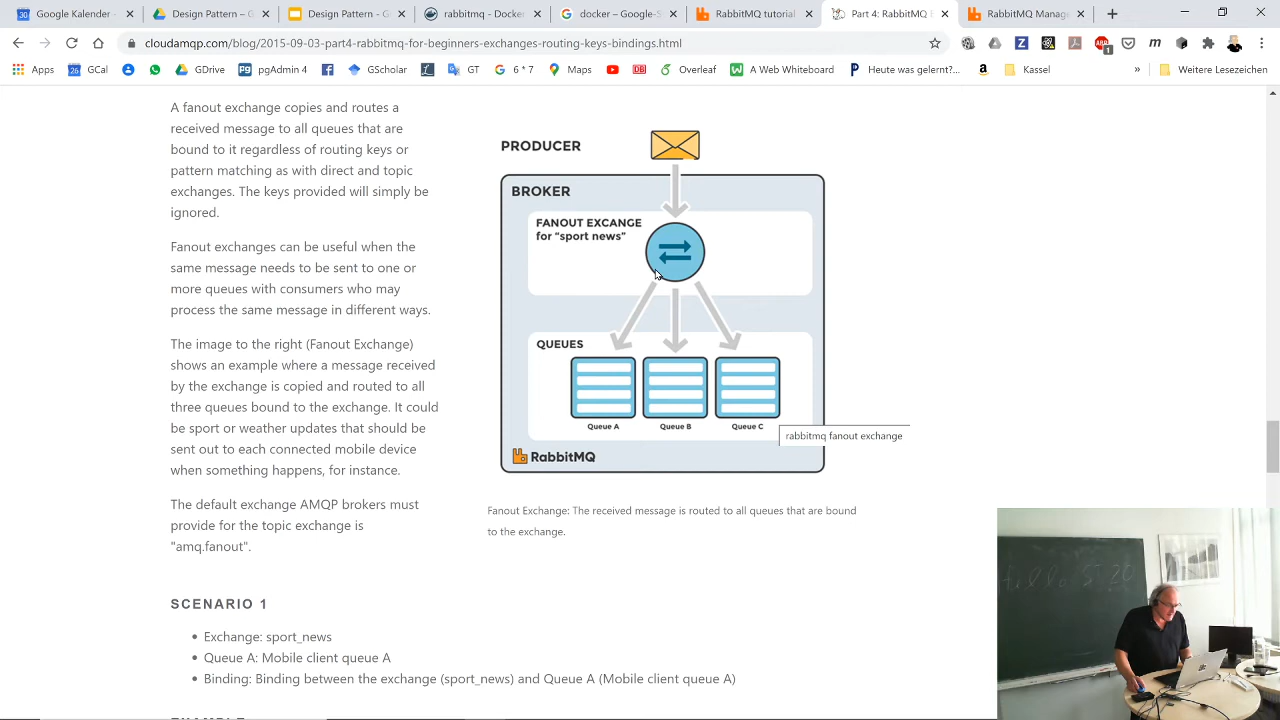 Google Kalender -
Design Pattern - G
Design Pattern - G
rabbitmq - Docker
docker – Google-S
RabbitMQ tutorial
Part 4: RabbitMQ E
RabbitMQ Manage
cloudamqp.com/blog/2015-09-03-part4-rabbitmq-for-beginners-exchanges-routing-keys-bindings.html
Apps
GCal
GDrive
pgAdmin 4
GScholar
GT
6 * 7
Maps
DB
Overleaf
A Web Whiteboard
Heute was gelernt?...
Kassel
»
Weitere Lesezeichen
A fanout exchange copies and routes a
received message to all queues that are
bound to it regardless of routing keys or
pattern matching as with direct and topic
exchanges. The keys provided will simply be
ignored.
Fanout exchanges can be useful when the
same message needs to be sent to one or
more queues with consumers who may
process the same message in different ways.
The image to the right (Fanout Exchange)
shows an example where a message received
by the exchange is copied and routed to all
three queues bound to the exchange. It could
be sport or weather updates that should be
sent out to each connected mobile device
when something happens, for instance.
The default exchange AMQP brokers must
provide for the topic exchange is
"amq.fanout".
PRODUCER
BROKER
FANOUT EXCANGE
for "sport news"
QUEUES
Queue A
Queue B
Queue C
rabbitmq fanout exchange
RabbitMQ
Fanout Exchange: The received message is routed to all queues that are bound
to the exchange.
SCENARIO 1
• Exchange: sport_news
• Queue A: Mobile client queue A
• Binding: Binding between the exchange (sport_news) and Queue A (Mobile client queue A)